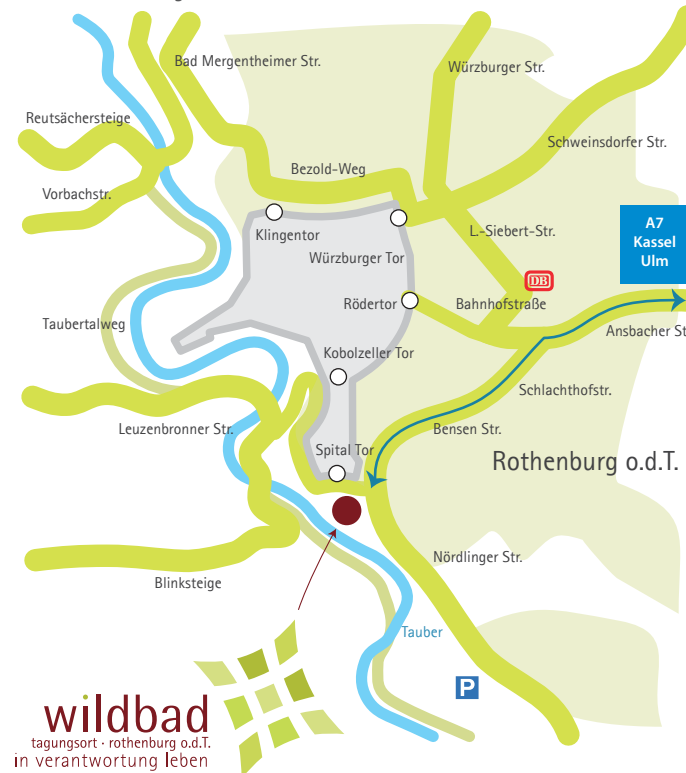 Bad Mergentheimer Str.
Würzburger Str.
Reutsächersteige
Schweinsdorfer Str.
Bezold-Weg
Vorbachstr.
Klingentor
L.-Siebert-Str.
A7
Kassel
Ulm
Würzburger Tor
DB
Rödertor
Bahnhofstraße
Taubertalweg
Ansbacher St
Kobolzeller Tor
Schlachthofstr.
Leuzenbronner Str.
Bensen Str.
Spital Tor
Rothenburg o.d.T.
Nördlinger Str.
Blinksteige
Tauber
P
wildbad
tagungsort · rothenburg o.d.T.
in verantwortung leben